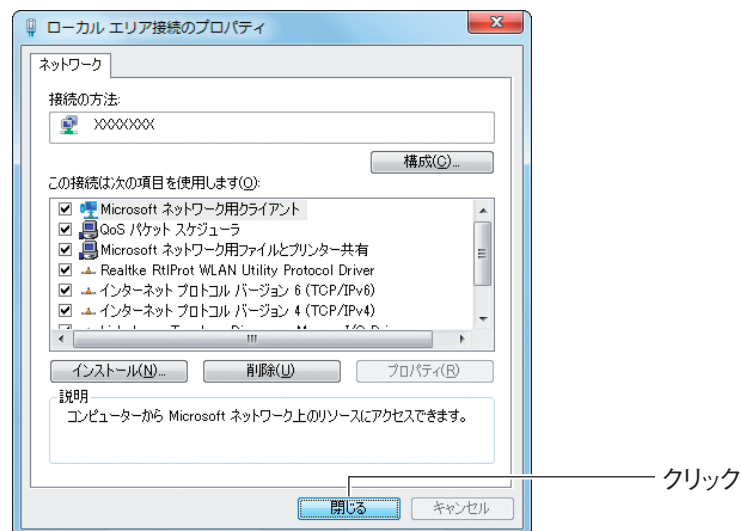 ローカル エリア接続のプロパティ
ネットワーク
接続の方法:
XXXXXXXX
構成(C)...
この接続は次の項目を使用します(O):
Microsoft ネットワーク用クライアント
QoS パケット スケジューラ
Microsoft ネットワーク用ファイルとプリンター共有
Realtke RtlProt WLAN Utility Protocol Driver
インターネット プロトコル バージョン 6 (TCP/IPv6)
インターネット プロトコル バージョン 4 (TCP/IPv4)
インストール(N)... 削除(U) プロパティ(R)
説明
コンピューターから Microsoft ネットワーク上のリソースにアクセスできます。
クリック
閉じる キャンセル